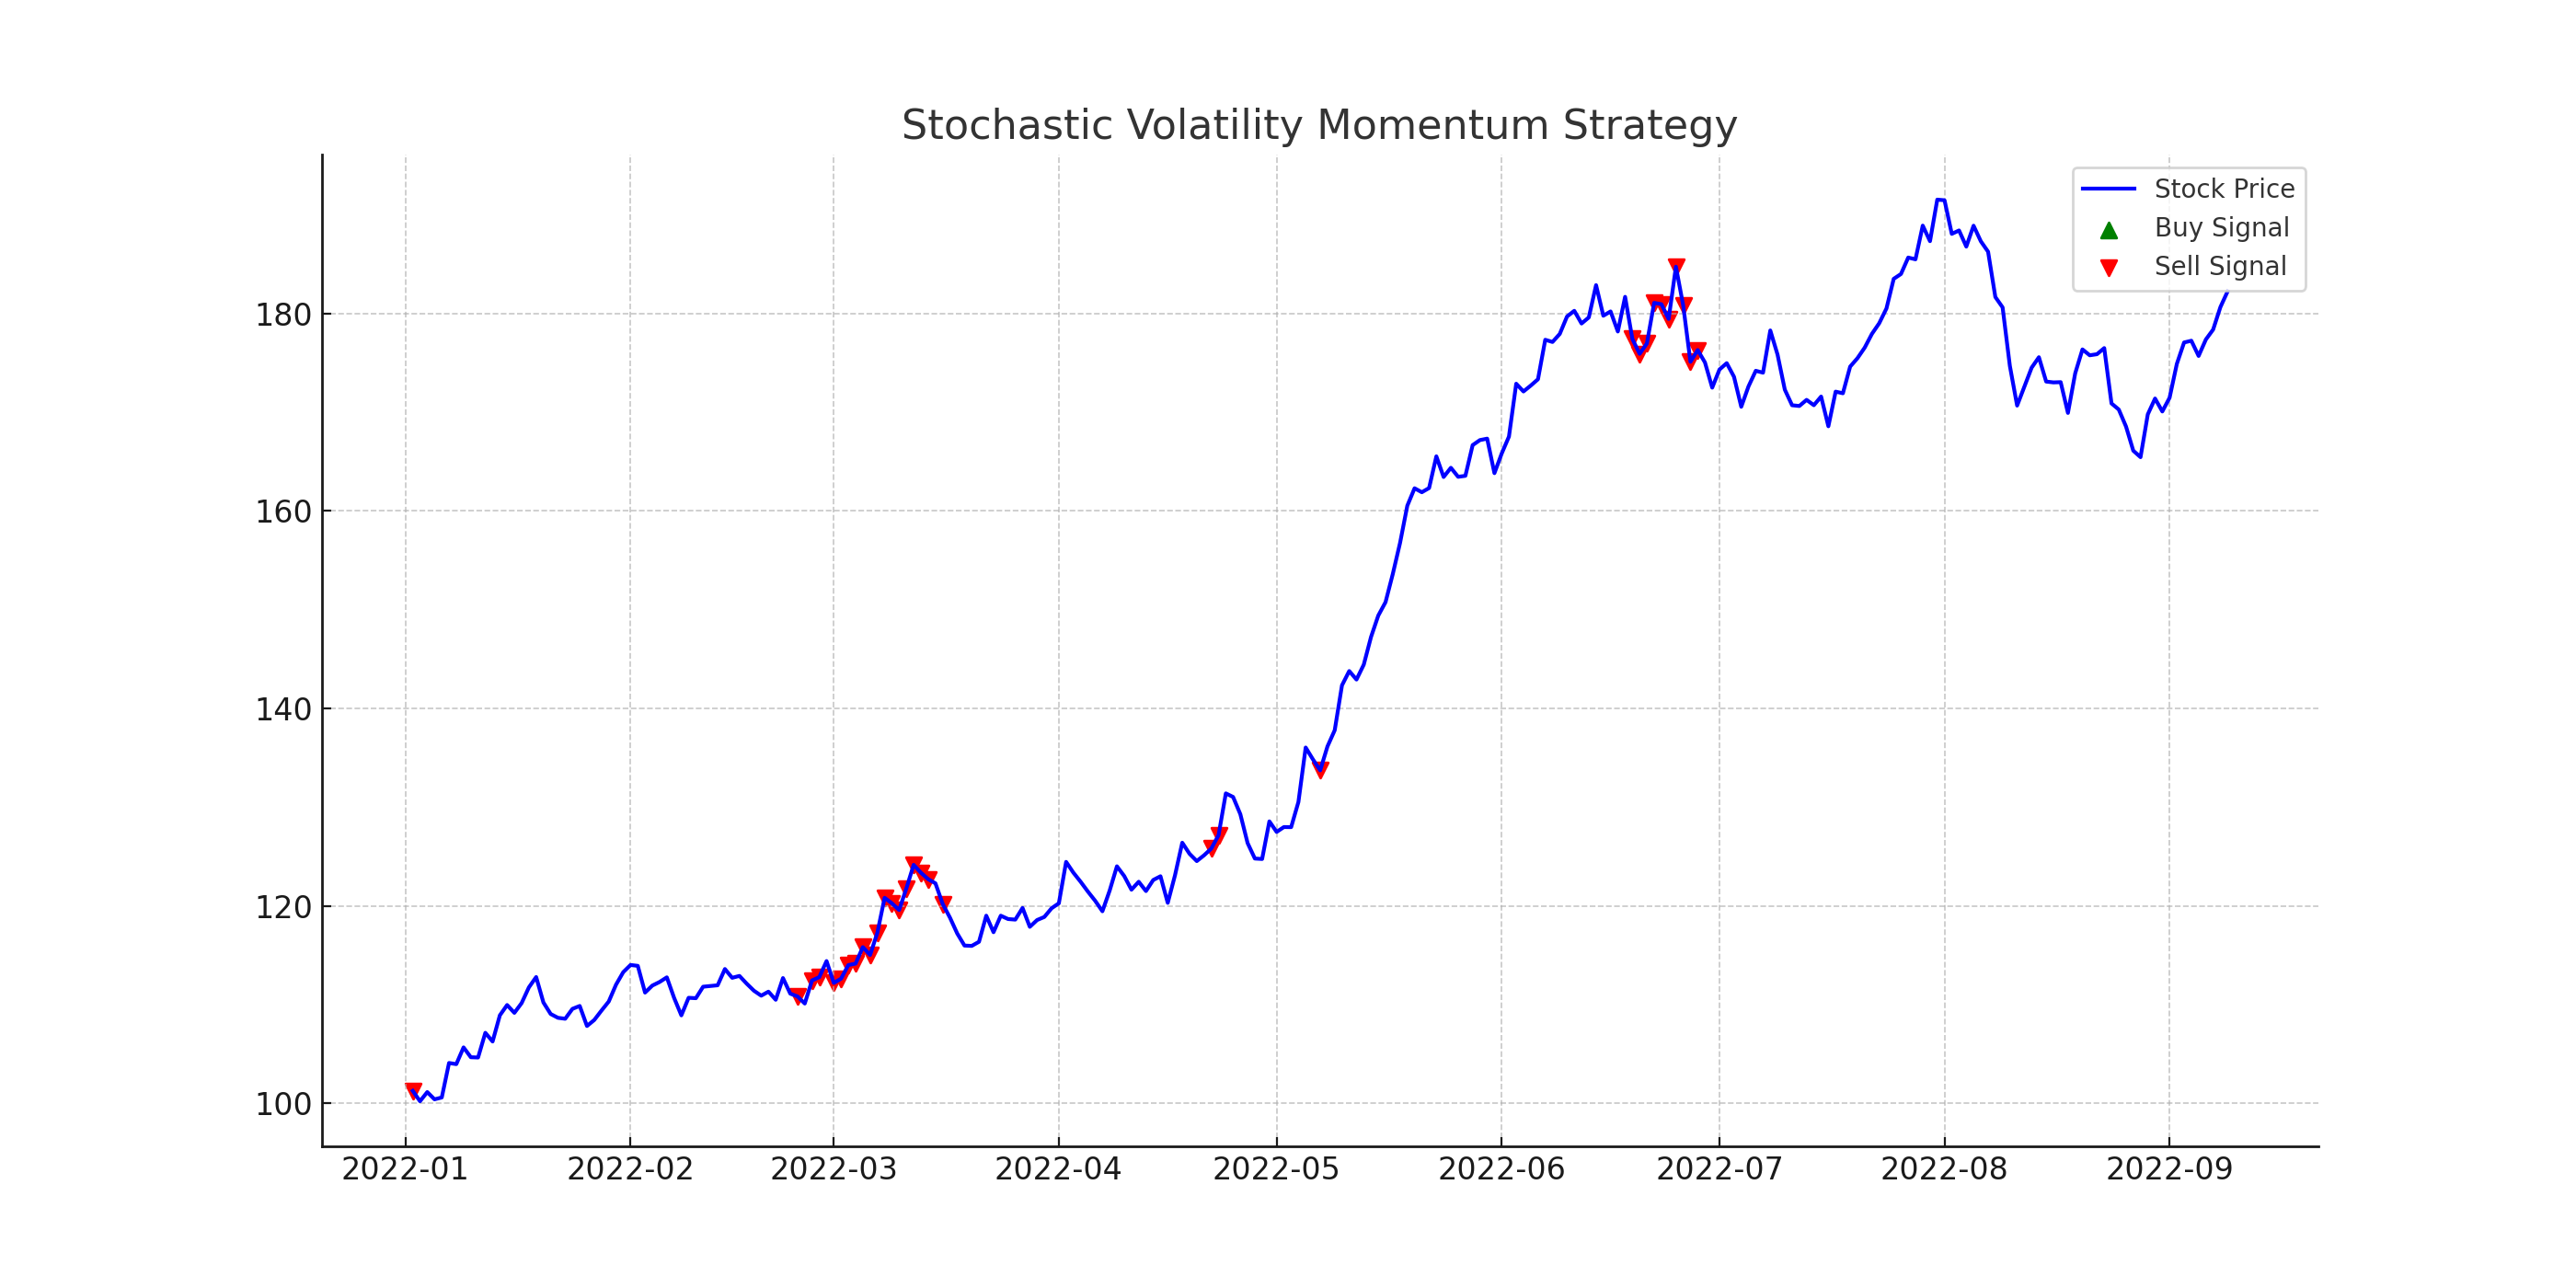 Stochastic Volatility Momentum Strategy
Stock Price
Buy Signal
Sell Signal
180
160
140
120
100
2022-01 2022-02 2022-03 2022-04 2022-05 2022-06 2022-07 2022-08 2022-09